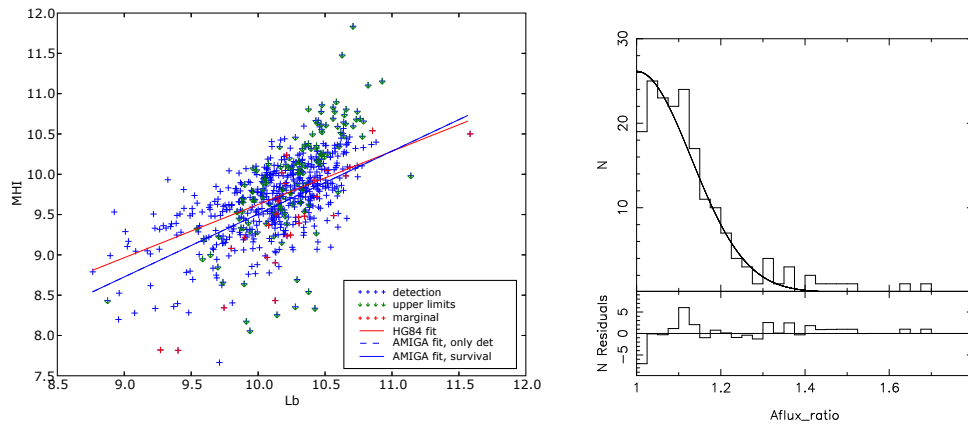 12.0
11.5
11.0
10.5
10.0
9.5
9.0
8.5
8.0
7.5
MHI
8.5 9.0 9.5 10.0 10.5 11.0 11.5 12.0
Lb
detection
upper limits
marginal
HG84 fit
AMIGA fit, only det
AMIGA fit, survival
30
20
10
N
5
0
−5
N Residuals
1 1.2 1.4 1.6
Aflux_ratio